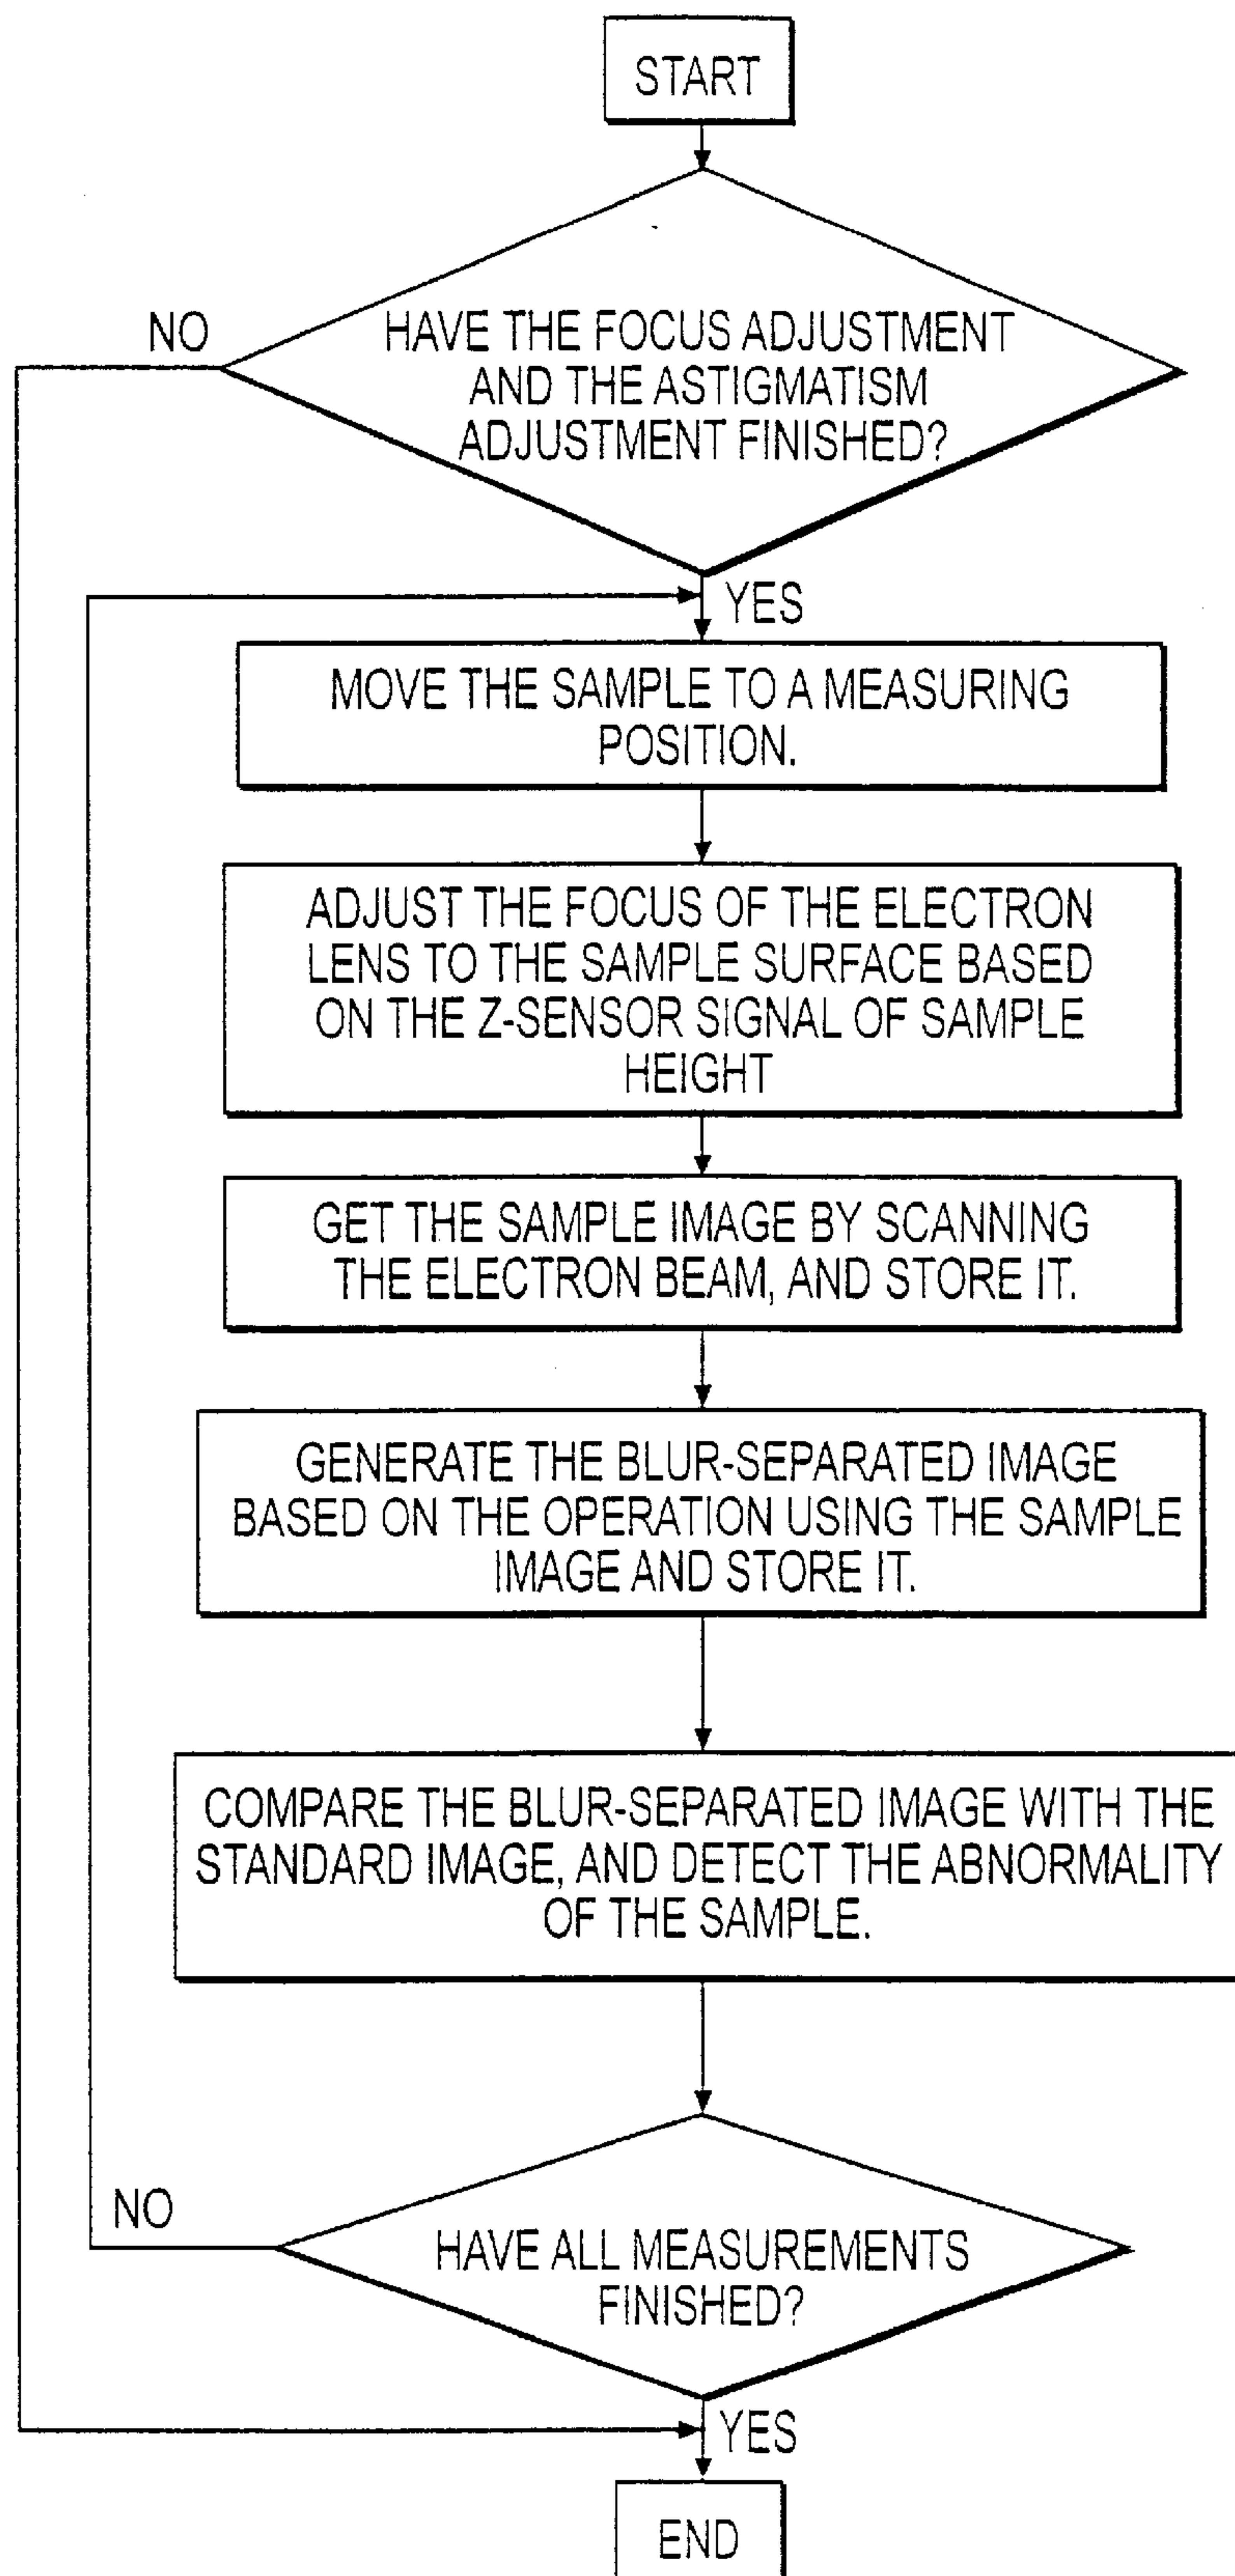 START
NO
HAVE THE FOCUS ADJUSTMENT
AND THE ASTIGMATISM
ADJUSTMENT FINISHED?
YES
MOVE THE SAMPLE TO A MEASURING
POSITION.
ADJUST THE FOCUS OF THE ELECTRON
LENS TO THE SAMPLE SURFACE BASED
ON THE Z-SENSOR SIGNAL OF SAMPLE
HEIGHT
GET THE SAMPLE IMAGE BY SCANNING
THE ELECTRON BEAM, AND STORE IT.
GENERATE THE BLUR-SEPARATED IMAGE
BASED ON THE OPERATION USING THE SAMPLE
IMAGE AND STORE IT.
COMPARE THE BLUR-SEPARATED IMAGE WITH THE
STANDARD IMAGE, AND DETECT THE ABNORMALITY
OF THE SAMPLE.
NO
HAVE ALL MEASUREMENTS
FINISHED?
YES
END